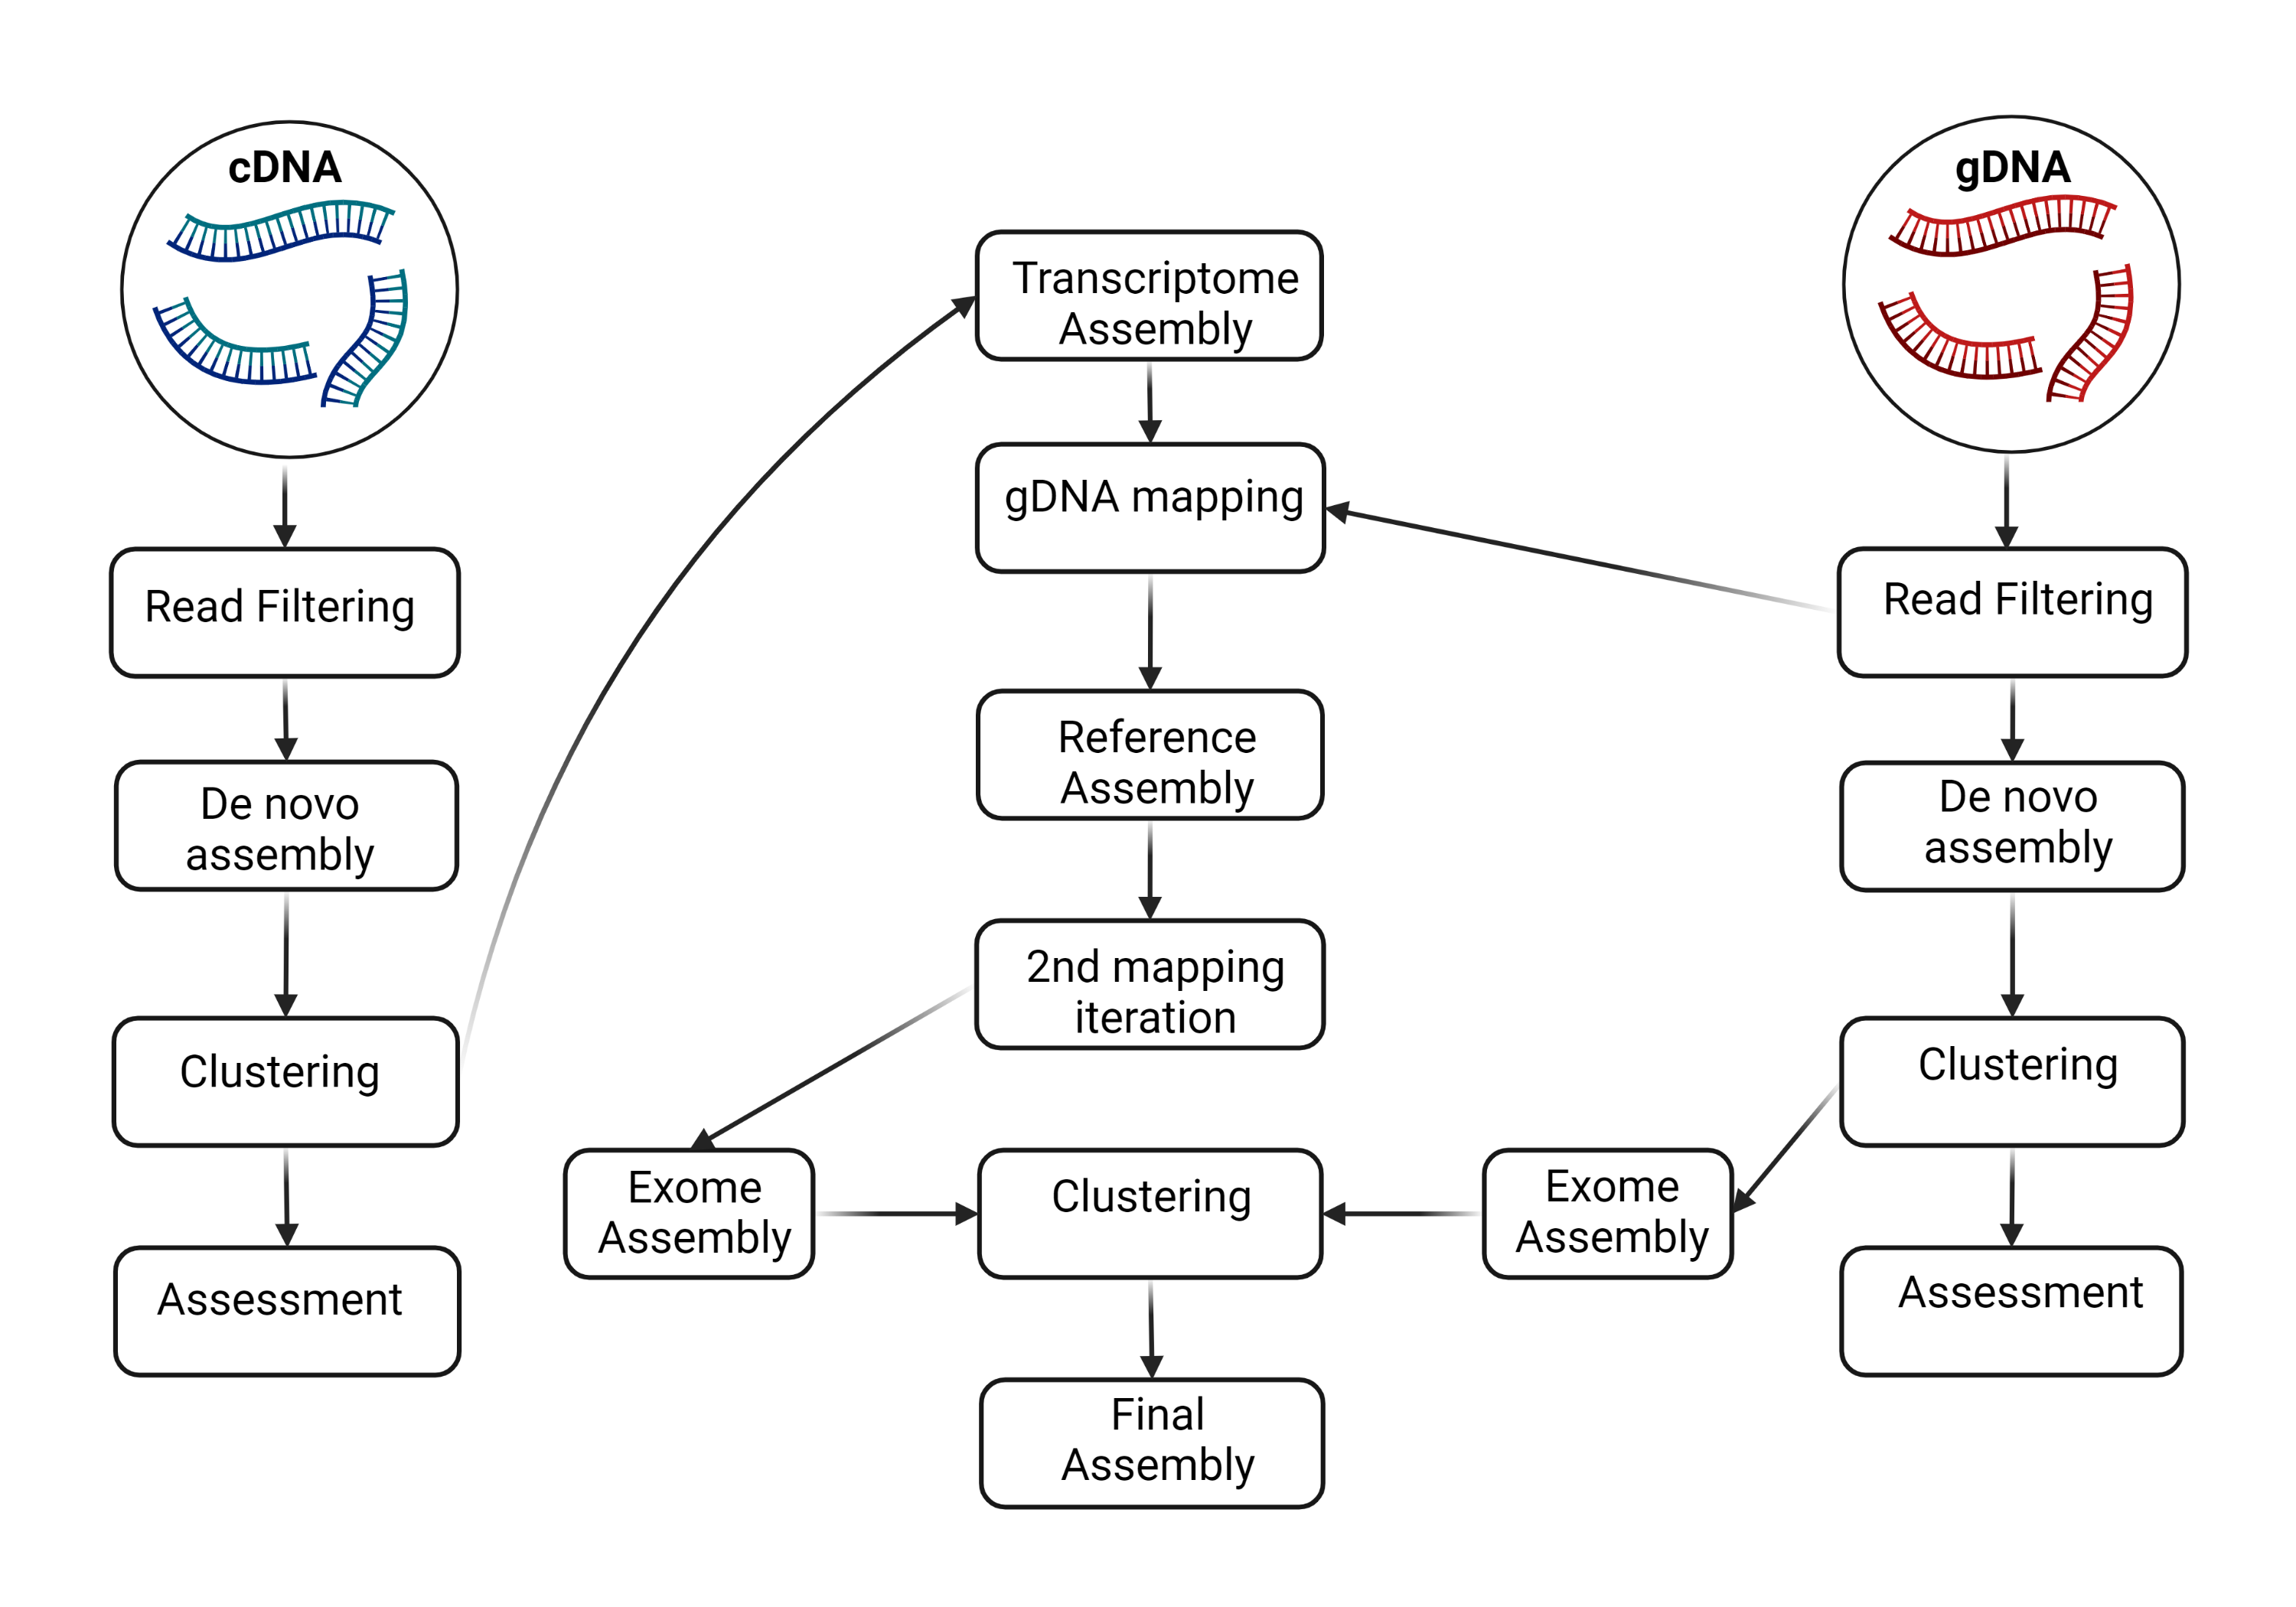 cDNA
Read Filtering
De novo
assembly
Clustering
Assessment
Transcriptome
Assembly
gDNA mapping
Reference
Assembly
2nd mapping
iteration
Exome
Assembly
Clustering
Exome
Assembly
Final
Assembly
gDNA
Read Filtering
De novo
assembly
Clustering
Assessment